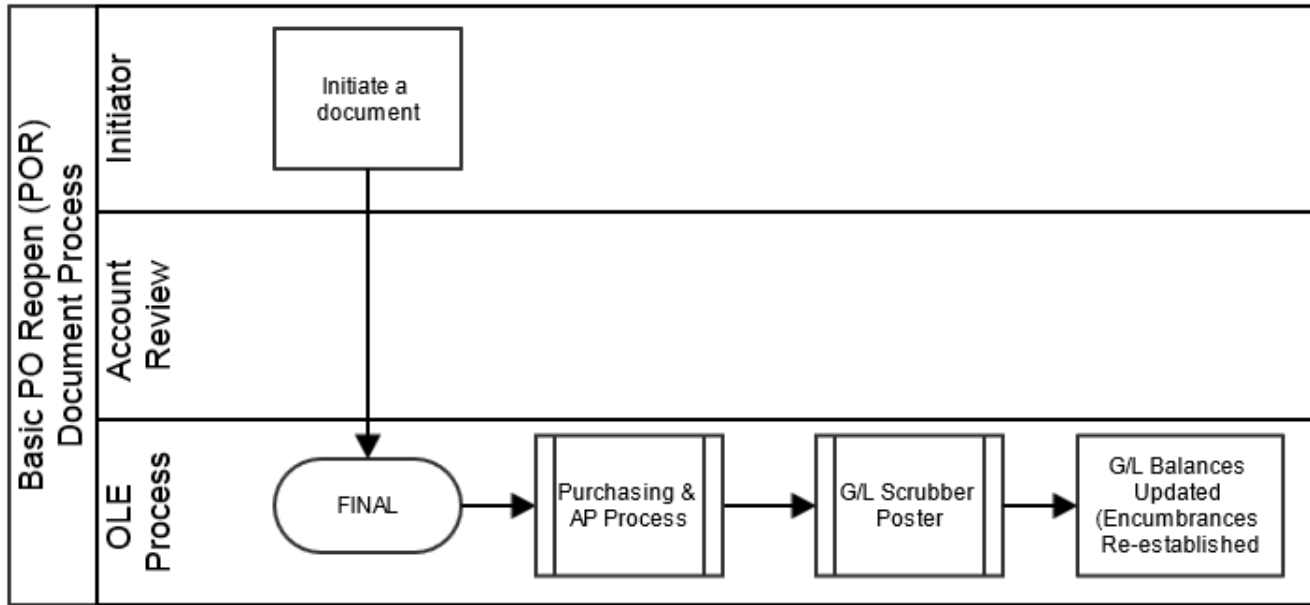 Basic PO Reopen (POR)
Document Process
Initiator
Initiate a
document
Account
Review
OLE
Process
FINAL
Purchasing &
AP Process
G/L Scrubber
Poster
G/L Balances
Updated
(Encumbrances
Re-established